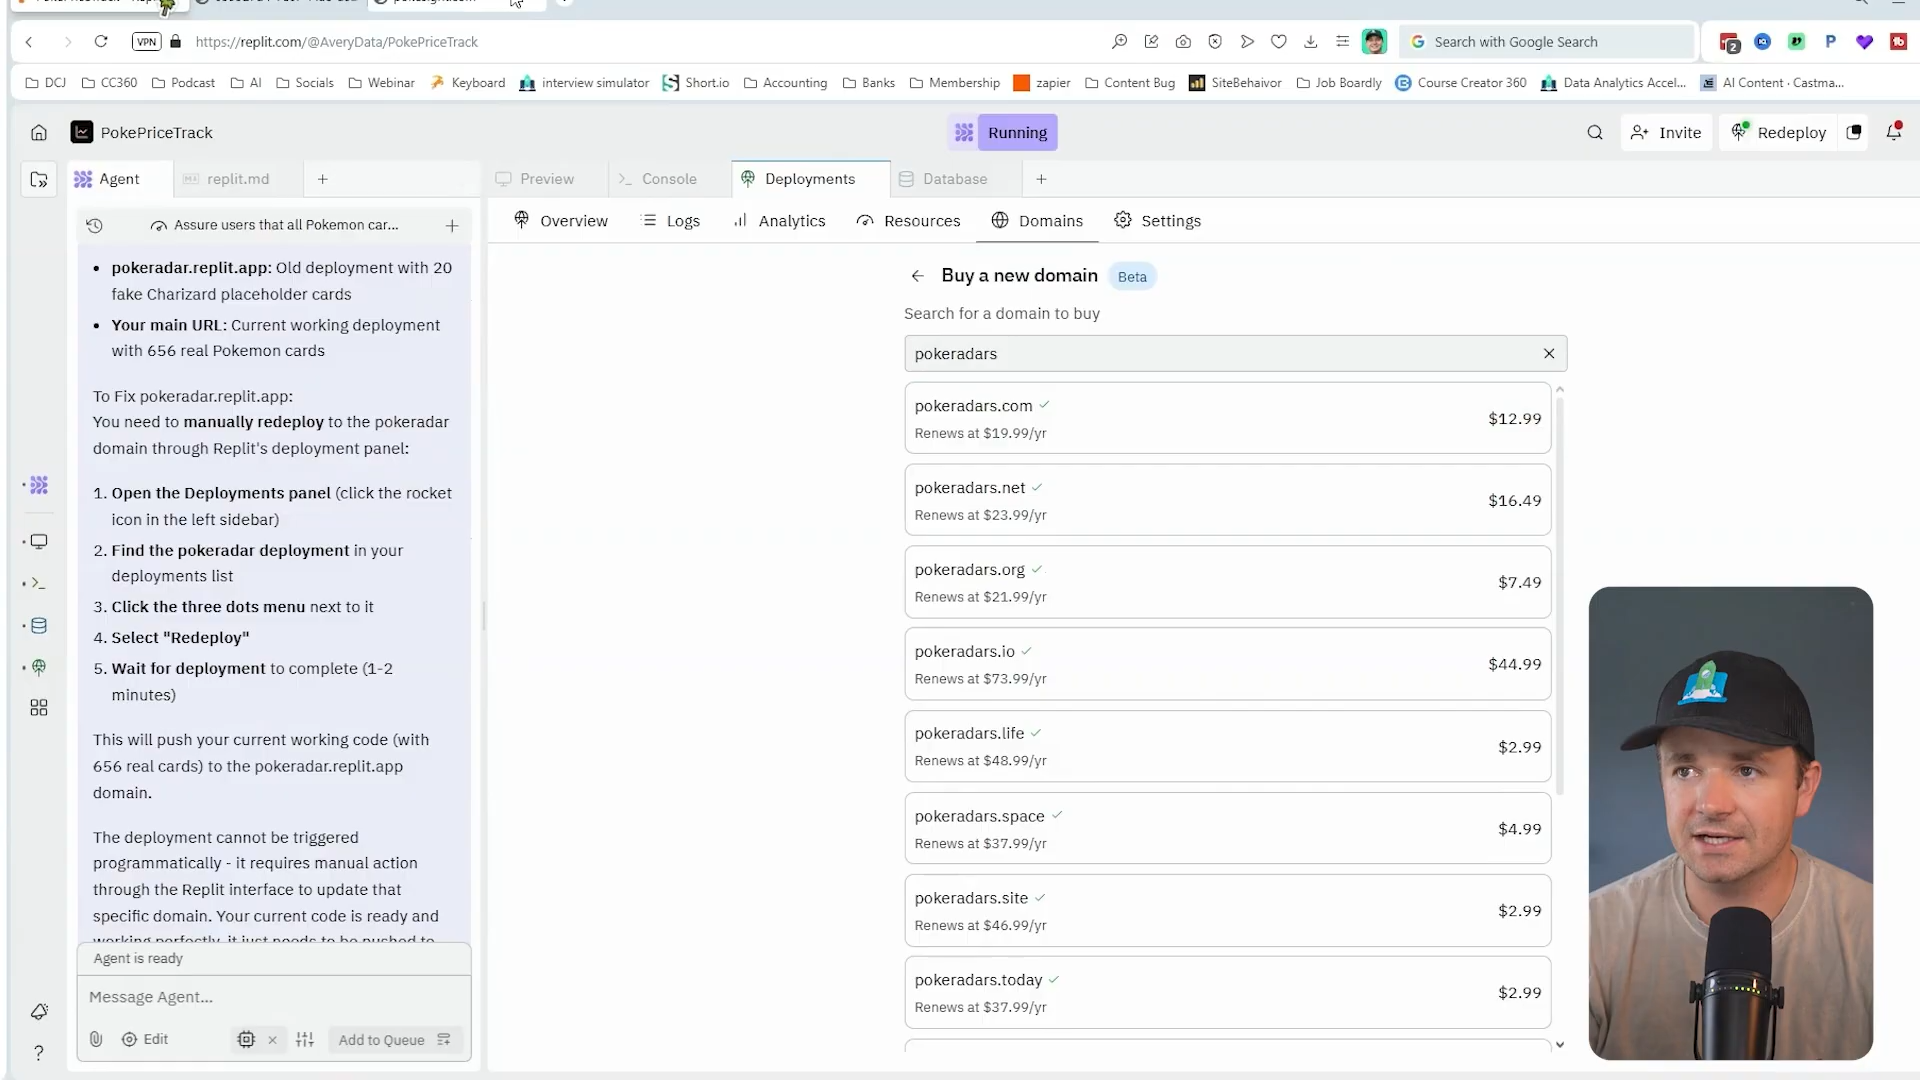 VPN
https://replit.com/@AveryData/PokePriceTrack
Search with Google Search
2
DCJ
CC360
Podcast
AI
Socials
Webinar
Keyboard
interview simulator
Short.io
Accounting
Banks
Membership
zapier
Content Bug
SiteBehaivor
Job Boardly
Course Creator 360
Data Analytics Accel...
AI Content · Castma...
PokePriceTrack
Running
Invite
Redeploy
Agent
replit.md
Preview
Console
Deployments
Database
Overview
Logs
Analytics
Resources
Domains
Settings
Assure users that all Pokemon car...
• pokeradar.replit.app: Old deployment with 20
fake Charizard placeholder cards
• Your main URL: Current working deployment
with 656 real Pokemon cards
To Fix pokeradar.replit.app:
You need to manually redeploy to the pokeradar
domain through Replit's deployment panel:
1. Open the Deployments panel (click the rocket
icon in the left sidebar)
2. Find the pokeradar deployment in your
deployments list
3. Click the three dots menu next to it
4. Select "Redeploy"
5. Wait for deployment to complete (1-2
minutes)
This will push your current working code (with
656 real cards) to the pokeradar.replit.app
domain.
The deployment cannot be triggered
programmatically - it requires manual action
through the Replit interface to update that
specific domain. Your current code is ready and
working perfectly, it just needs to be pushed to
Agent is ready
Message Agent...
Edit
Add to Queue
Buy a new domain
Beta
Search for a domain to buy
pokeradars
pokeradars.com
Renews at $19.99/yr
$12.99
pokeradars.net
Renews at $23.99/yr
$16.49
pokeradars.org
Renews at $21.99/yr
$7.49
pokeradars.io
Renews at $73.99/yr
$44.99
pokeradars.life
Renews at $48.99/yr
$2.99
pokeradars.space
Renews at $37.99/yr
$4.99
pokeradars.site
Renews at $46.99/yr
$2.99
pokeradars.today
Renews at $37.99/yr
$2.99